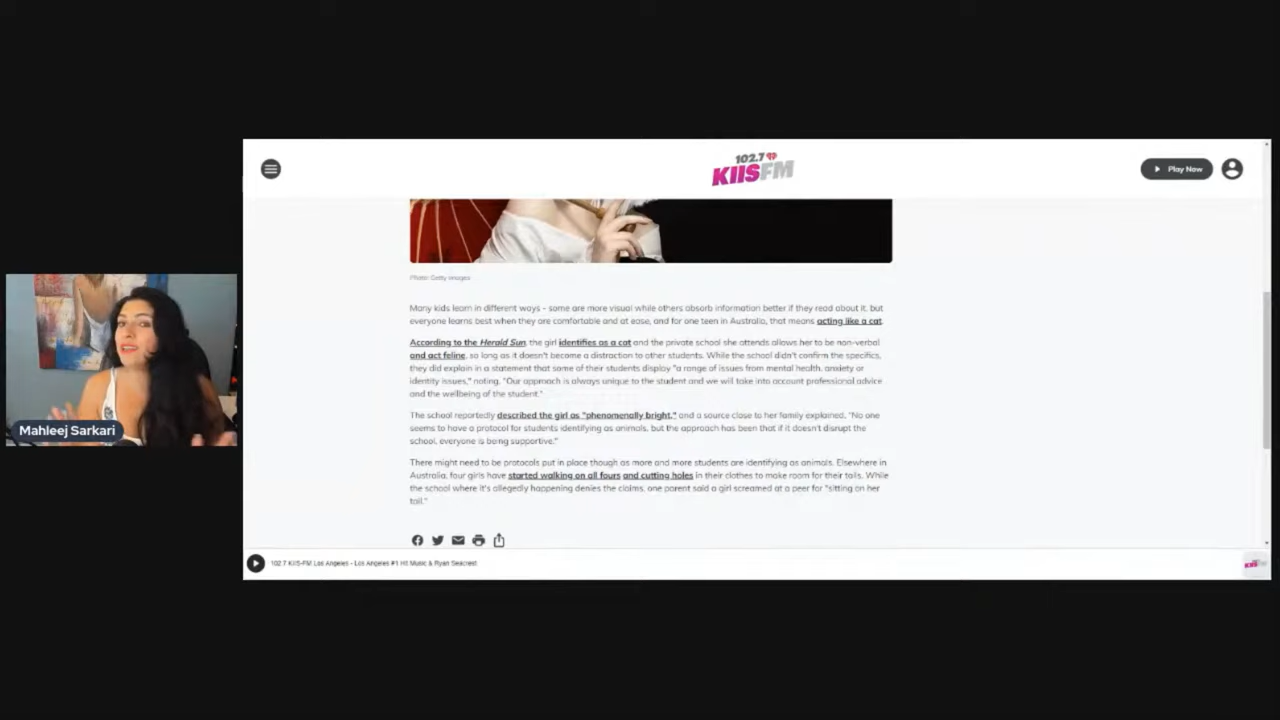 102.7
KIISFM
Play Now
Photo: Getty Images
Many kids learn in different ways - some are more visual while others absorb information better if they read about it, but
everyone learns best when they are comfortable and at ease, and for one teen in Australia, that means acting like a cat.
According to the Herald Sun, the girl identifies as a cat and the private school she attends allows her to be non-verbal
and act feline, so long as it doesn't become a distraction to other students. While the school didn't confirm the specifics,
they did explain in a statement that some of their students display "a range of issues from mental health, anxiety or
identity issues," noting, "Our approach is always unique to the student and we will take into account professional advice
and the wellbeing of the student."
The school reportedly described the girl as "phenomenally bright," and a source close to her family explained, "No one
seems to have a protocol for students identifying as animals, but the approach has been that if it doesn't disrupt the
school, everyone is being supportive."
There might need to be protocols put in place though as more and more students are identifying as animals. Elsewhere in
Australia, four girls have started walking on all fours and cutting holes in their clothes to make room for their tails. While
the school where it's allegedly happening denies the claims, one parent said a girl screamed at a peer for "sitting on her
tail."
Mahleej Sarkari
102.7 KIIS-FM Los Angeles - Los Angeles #1 Hit Music & Ryan Seacrest
KIISFM